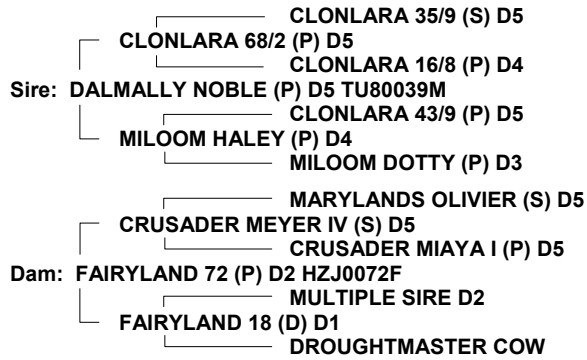 CLONLARA 35/9 (S) D5
CLONLARA 68/2 (P) D5
CLONLARA 16/8 (P) D4
Sire: DALMALLY NOBLE (P) D5 TU80039M
CLONLARA 43/9 (P) D5
MILOOM HALEY (P) D4
MILOOM DOTTY (P) D3
MARYLANDS OLIVIER (S) D5
CRUSADER MEYER IV (S) D5
CRUSADER MIAYA I (P) D5
Dam: FAIRYLAND 72 (P) D2 HZJ0072F
MULTIPLE SIRE D2
FAIRYLAND 18 (D) D1
DROUGHTMASTER COW